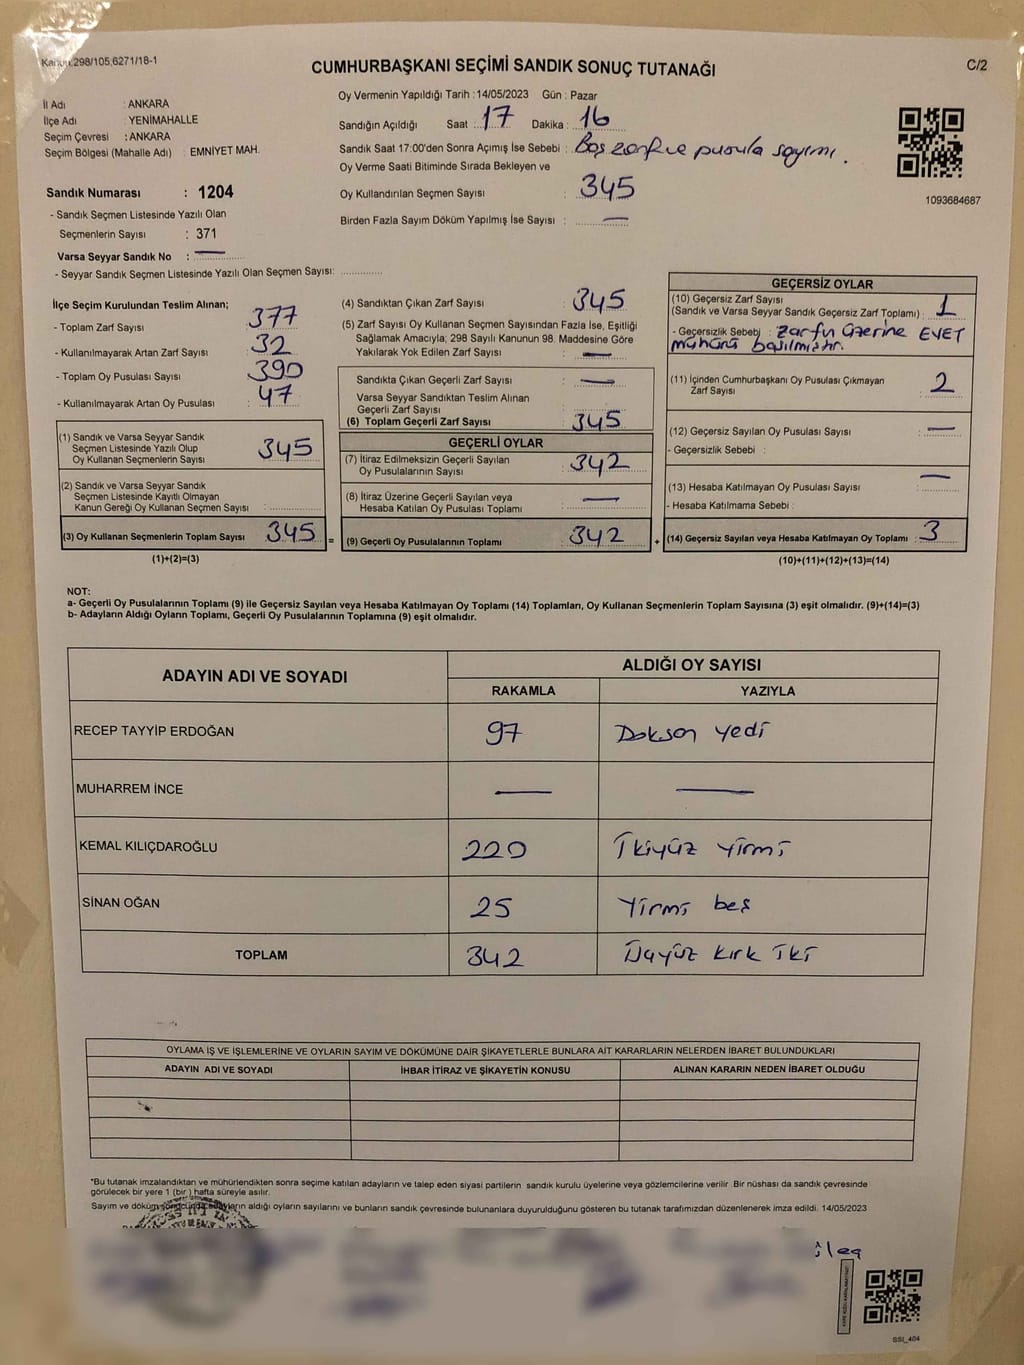 Kanun.298/105,6271/18-1
CUMHURBAŞKANI SEÇİMİ SANDIK SONUÇ TUTANAĞI
C/2
İl Adı : ANKARA
İlçe Adı : YENİMAHALLE
Seçim Çevresi : ANKARA
Seçim Bölgesi (Mahalle Adı) : EMNİYET MAH.
Oy Vermenin Yapıldığı Tarih :14/05/2023 Gün : Pazar
Sandığın Açıldığı Saat : 17 Dakika : 16
Sandık Saat 17:00'den Sonra Açımış İse Sebebi : Boş zarf ve pusula sayımı.
Oy Verme Saati Bitiminde Sırada Bekleyen ve
Oy Kullandırılan Seçmen Sayısı : 345
Birden Fazla Sayım Döküm Yapılmış İse Sayısı : —
1093684687
Sandık Numarası : 1204
- Sandık Seçmen Listesinde Yazılı Olan
Seçmenlerin Sayısı : 371
Varsa Seyyar Sandık No : —
- Seyyar Sandık Seçmen Listesinde Yazılı Olan Seçmen Sayısı:
İlçe Seçim Kurulundan Teslim Alınan;
- Toplam Zarf Sayısı : 377
- Kullanılmayarak Artan Zarf Sayısı : 32
- Toplam Oy Pusulası Sayısı : 390
- Kullanılmayarak Artan Oy Pusulası : 47
(1) Sandık ve Varsa Seyyar Sandık
Seçmen Listesinde Yazılı Olup
Oy Kullanan Seçmenlerin Sayısı : 345
(2) Sandık ve Varsa Seyyar Sandık
Seçmen Listesinde Kayıtlı Olmayan
Kanun Gereği Oy Kullanan Seçmen Sayısı :
(3) Oy Kullanan Seçmenlerin Toplam Sayısı : 345
(1)+(2)=(3)
=
(4) Sandıktan Çıkan Zarf Sayısı : 345
(5) Zarf Sayısı Oy Kullanan Seçmen Sayısından Fazla İse, Eşitliği
Sağlamak Amacıyla; 298 Sayılı Kanunun 98. Maddesine Göre
Yakılarak Yok Edilen Zarf Sayısı : —
Sandıkta Çıkan Geçerli Zarf Sayısı : —
Varsa Seyyar Sandıktan Teslim Alınan
Geçerli Zarf Sayısı :
(6) Toplam Geçerli Zarf Sayısı : 345
GEÇERLİ OYLAR
(7) İtiraz Edilmeksizin Geçerli Sayılan
Oy Pusulalarının Sayısı : 342
(8) İtiraz Üzerine Geçerli Sayılan veya
Hesaba Katılan Oy Pusulası Toplamı : —
(9) Geçerli Oy Pusulalarının Toplamı : 342
+
GEÇERSİZ OYLAR
(10) Geçersiz Zarf Sayısı
(Sandık ve Varsa Seyyar Sandık Geçersiz Zarf Toplamı) : 1
- Geçersizlik Sebebi : Zarfın üzerine EVET
mühürü basılmıştır.
(11) İçinden Cumhurbaşkanı Oy Pusulası Çıkmayan
Zarf Sayısı : 2
(12) Geçersiz Sayılan Oy Pusulası Sayısı : —
- Geçersizlik Sebebi :
(13) Hesaba Katılmayan Oy Pusulası Sayısı : —
- Hesaba Katılmama Sebebi :
(14) Geçersiz Sayılan veya Hesaba Katılmayan Oy Toplamı : 3
(10)+(11)+(12)+(13)=(14)
NOT:
a- Geçerli Oy Pusulalarının Toplamı (9) ile Geçersiz Sayılan veya Hesaba Katılmayan Oy Toplamı (14) Toplamları, Oy Kullanan Seçmenlerin Toplam Sayısına (3) eşit olmalıdır. (9)+(14)=(3)
b- Adayların Aldığı Oyların Toplamı, Geçerli Oy Pusulalarının Toplamına (9) eşit olmalıdır.
ADAYIN ADI VE SOYADI
ALDIĞI OY SAYISI
RAKAMLA YAZIYLA
RECEP TAYYİP ERDOĞAN 97 Doksan yedi
MUHARREM İNCE — —
KEMAL KILIÇDAROĞLU 220 İkiyüz yirmi
SİNAN OĞAN 25 Yirmi beş
TOPLAM 342 Üçyüz kırk iki
OYLAMA İŞ VE İŞLEMLERİNE VE OYLARIN SAYIM VE DÖKÜMÜNE DAİR ŞİKAYETLERLE BUNLARA AİT KARARLARIN NELERDEN İBARET BULUNDUKLARI
ADAYIN ADI VE SOYADI İHBAR İTİRAZ VE ŞİKAYETİN KONUSU ALINAN KARARIN NEDEN İBARET OLDUĞU
*Bu tutanak imzalandıktan ve mühürlendikten sonra seçime katılan adayların ve talep eden siyasi partilerin sandık kurulu üyelerine veya gözlemcilerine verilir. Bir nüshası da sandık çevresinde
görülecek bir yere 1 (bir) hafta süreyle asılır.
Sayım ve döküm sonucunda adayların aldığı oyların sayılarını ve bunların sandık çevresinde bulunanlara duyurulduğunu gösteren bu tutanak tarafımızdan düzenlenerek imza edildi. 14/05/2023
SSI_404